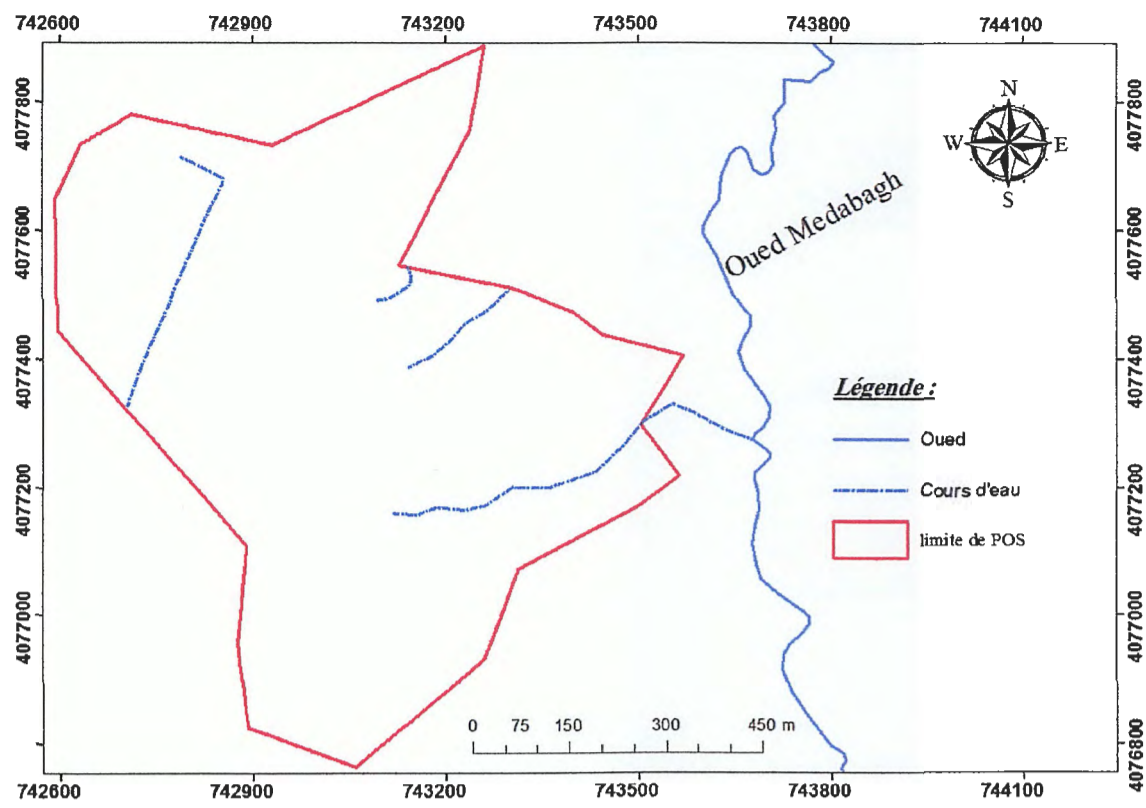 742600 742900 743200 743500 743800 744100
4077800 4077800
N
W E
S
Oued Medabagh
4077600 4077600
4077400 4077400
Légende :
Oued
4077200 Cours d'eau 4077200
limite de POS
4077000 4077000
0 75 150 300 450 m
4076800
742600 742900 743200 743500 743800 744100